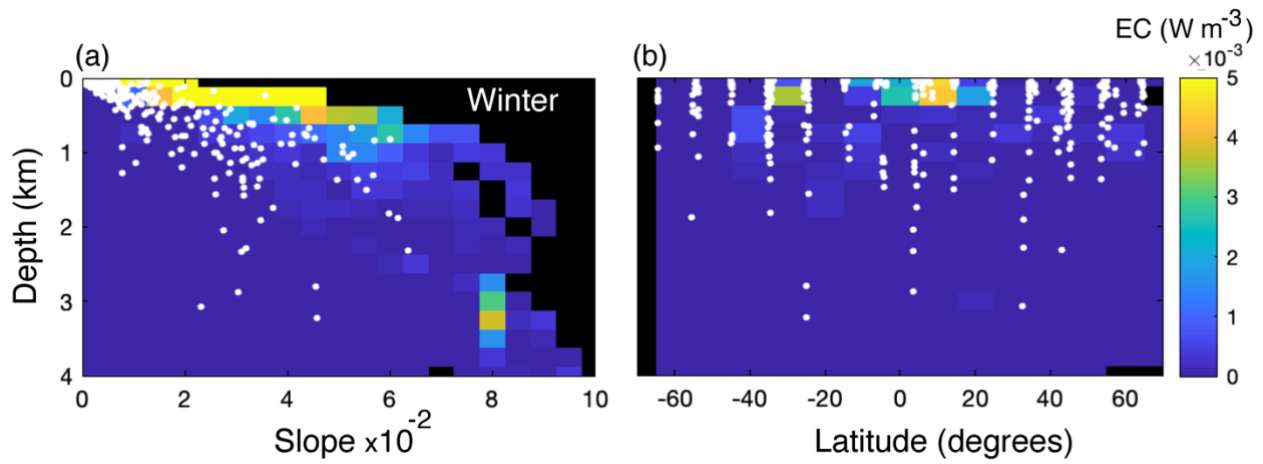 EC (W m-3)
×10-3
(a)
(b)
Winter
0
1
2
3
4
Depth (km)
0 2 4 6 8 10
Slope x10-2
-60 -40 -20 0 20 40 60
Latitude (degrees)
5
4
3
2
1
0